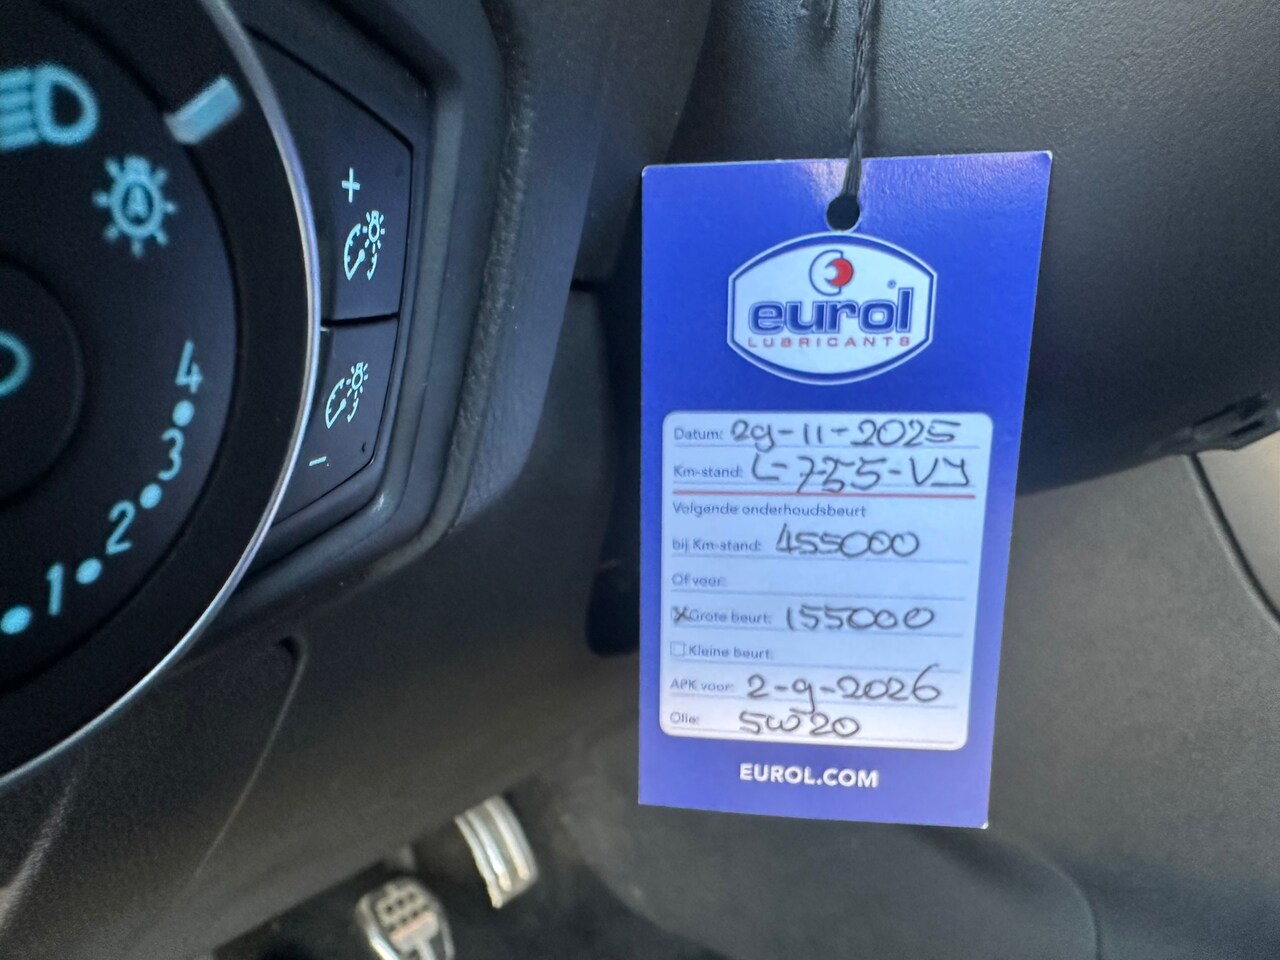 eurol®
LUBRICANTS
Datum: 29-11-2025
Km-stand: L-755-VJ
Volgende onderhoudsbeurt
bij Km-stand: 455000
Of voor:
X Grote beurt: 155000
Kleine beurt:
APK voor: 2-9-2026
Olie: 5W20
EUROL.COM
+
-
A
4
3
2
1